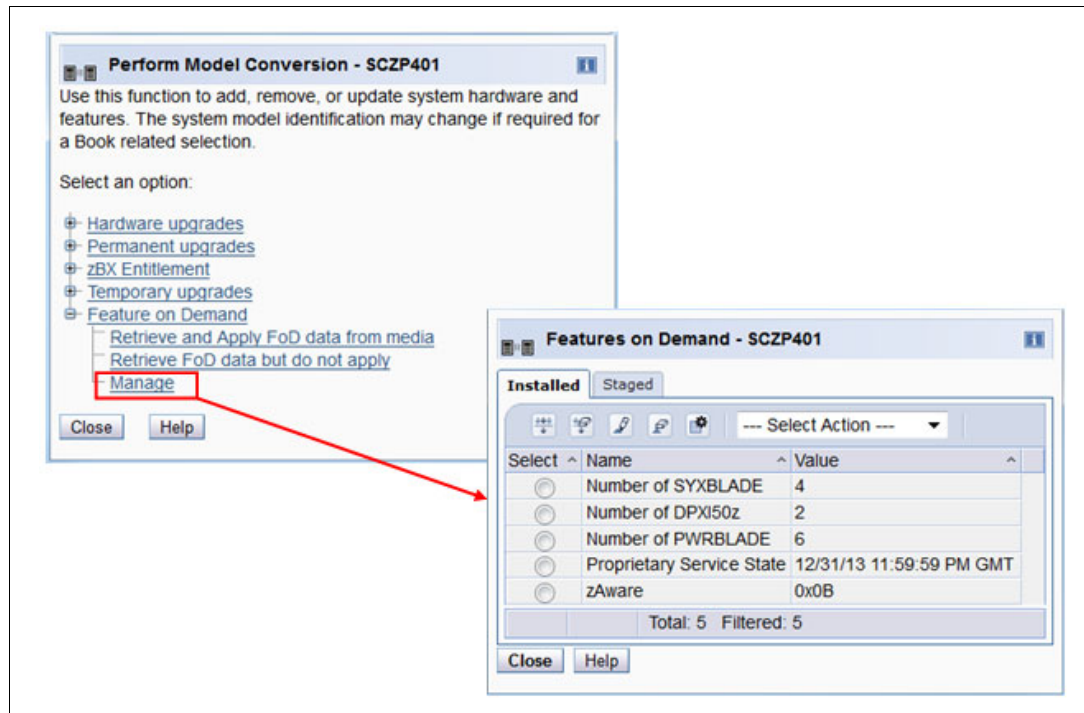 Perform Model Conversion - SCZP401
Use this function to add, remove, or update system hardware and
features. The system model identification may change if required for
a Book related selection.
Select an option:
Hardware upgrades
Permanent upgrades
zBX Entitlement
Temporary upgrades
Feature on Demand
Retrieve and Apply FoD data from media
Retrieve FoD data but do not apply
Manage
Close Help
Features on Demand - SCZP401
Installed Staged
--- Select Action ---
Select Name Value
Number of SYXBLADE 4
Number of DPXI50z 2
Number of PWRBLADE 6
Proprietary Service State 12/31/13 11:59:59 PM GMT
zAware 0x0B
Total: 5 Filtered: 5
Close Help